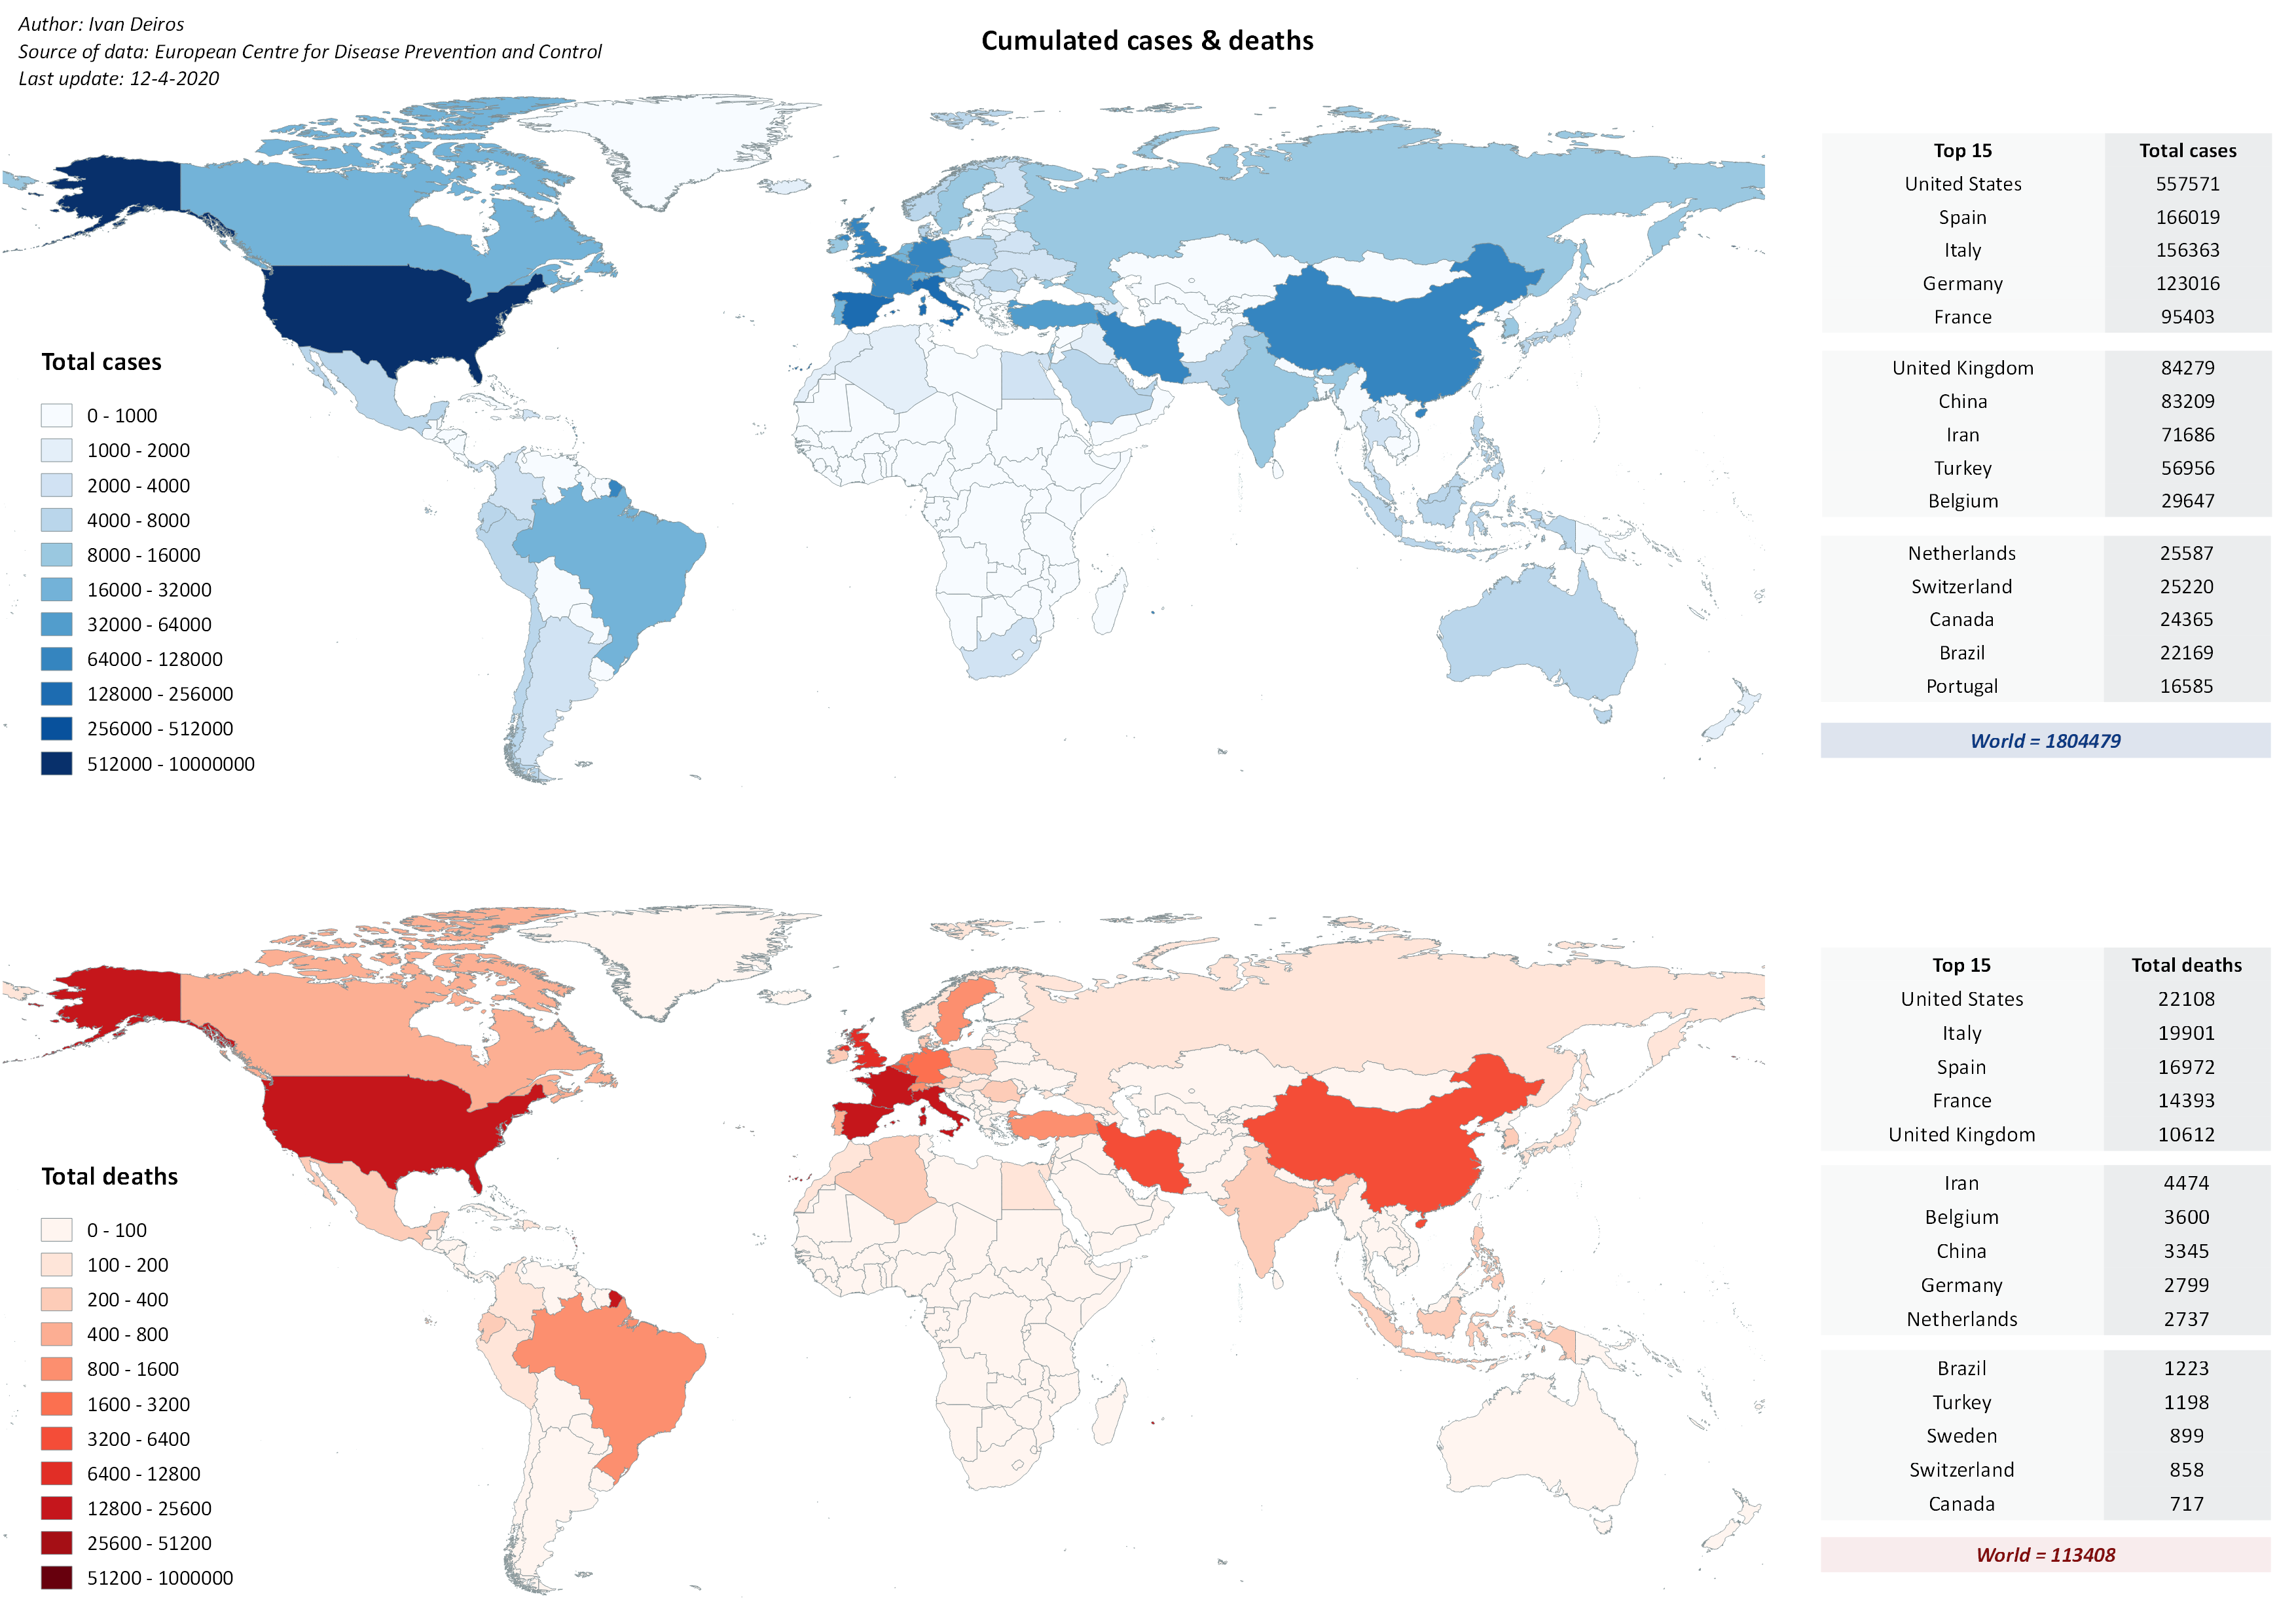 Author: Ivan Deiros
Source of data: European Centre for Disease Prevention and Control
Last update: 12-4-2020
Cumulated cases & deaths
Total cases
0 - 1000
1000 - 2000
2000 - 4000
4000 - 8000
8000 - 16000
16000 - 32000
32000 - 64000
64000 - 128000
128000 - 256000
256000 - 512000
512000 - 10000000
Top 15 Total cases
United States 557571
Spain 166019
Italy 156363
Germany 123016
France 95403
United Kingdom 84279
China 83209
Iran 71686
Turkey 56956
Belgium 29647
Netherlands 25587
Switzerland 25220
Canada 24365
Brazil 22169
Portugal 16585
World = 1804479
Total deaths
0 - 100
100 - 200
200 - 400
400 - 800
800 - 1600
1600 - 3200
3200 - 6400
6400 - 12800
12800 - 25600
25600 - 51200
51200 - 1000000
Top 15 Total deaths
United States 22108
Italy 19901
Spain 16972
France 14393
United Kingdom 10612
Iran 4474
Belgium 3600
China 3345
Germany 2799
Netherlands 2737
Brazil 1223
Turkey 1198
Sweden 899
Switzerland 858
Canada 717
World = 113408